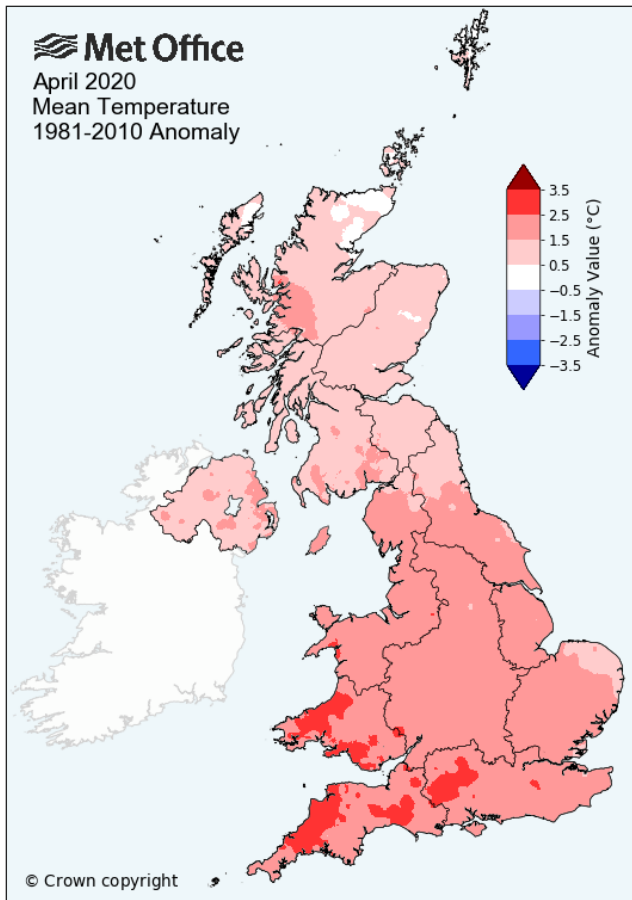 Met Office
April 2020
Mean Temperature
1981-2010 Anomaly
3.5
2.5
1.5
0.5
−0.5
−1.5
−2.5
−3.5
Anomaly Value (°C)
© Crown copyright